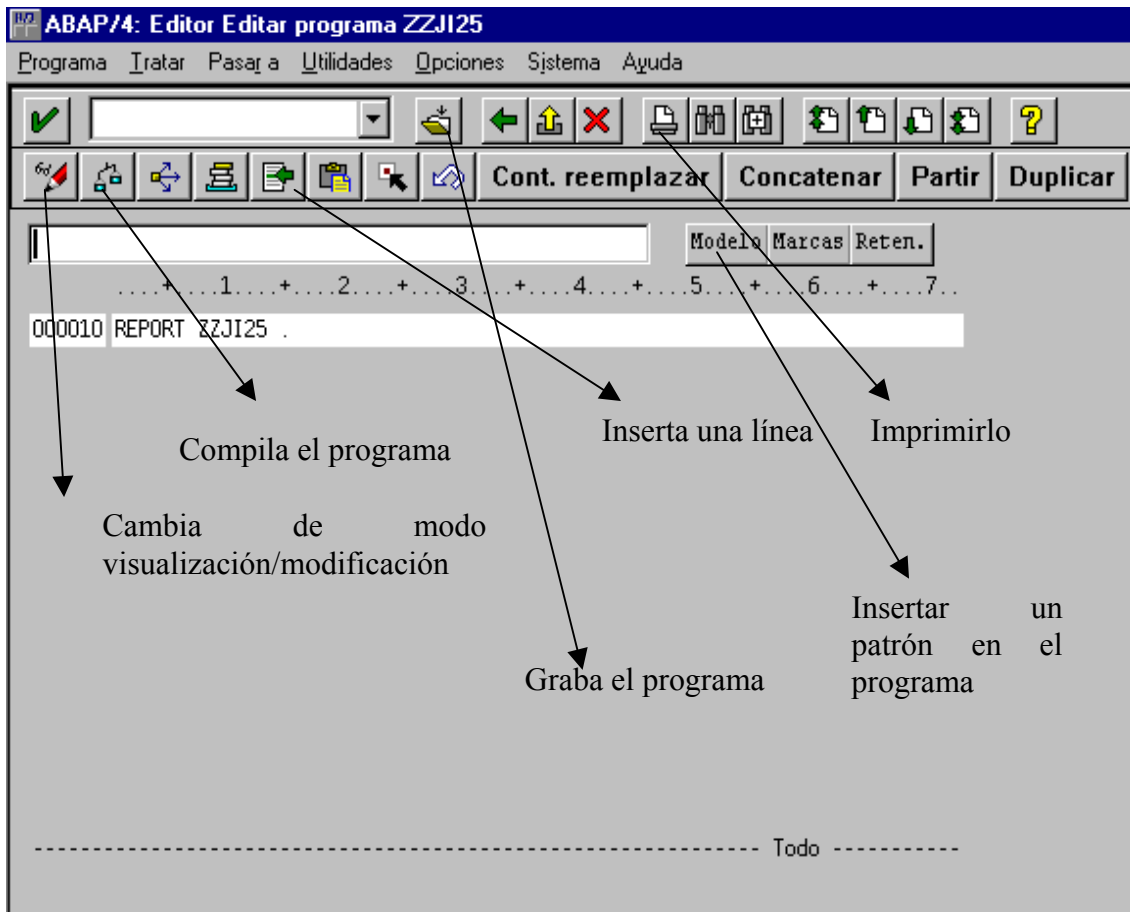 ABAP/4: Editor Editar programa ZZJI25
Programa Tratar Pasar a Utilidades Opciones Sistema Ayuda
Cont. reemplazar Concatenar Partir Duplicar
Modelo Marcas Reten.
....+....1....+....2....+....3....+....4....+....5....+....6....+....7..
000010 REPORT ZZJI25 .
Inserta una línea
Imprimirlo
Compila el programa
Cambia de modo
visualización/modificación
Insertar un
patrón en el
programa
Graba el programa
------------------------------------------------------------- Todo -----------